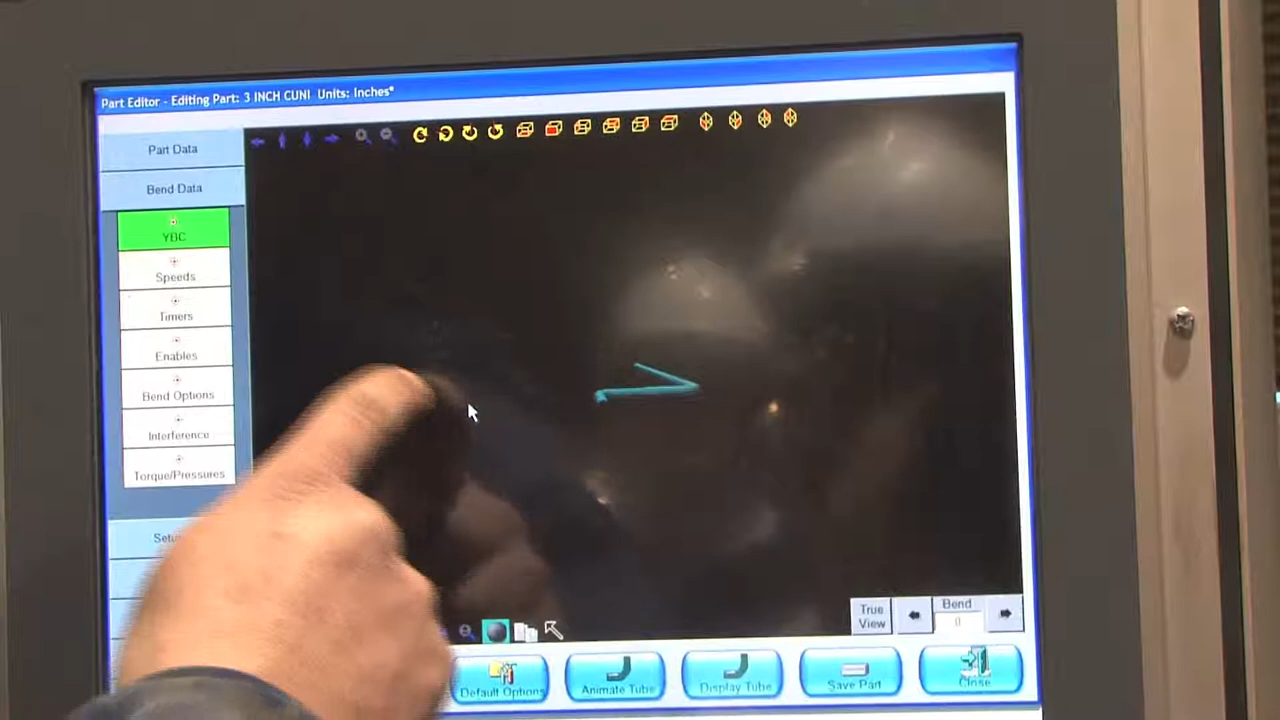 Part Editor - Editing Part: 3 INCH CUNI Units: Inches*
Part Data
Bend Data
YBC
Speeds
Timers
Enables
Bend Options
Interference
Torque/Pressures
True
View
Bend
0
Default Options
Animate Tube
Display Tube
Save Part
Close